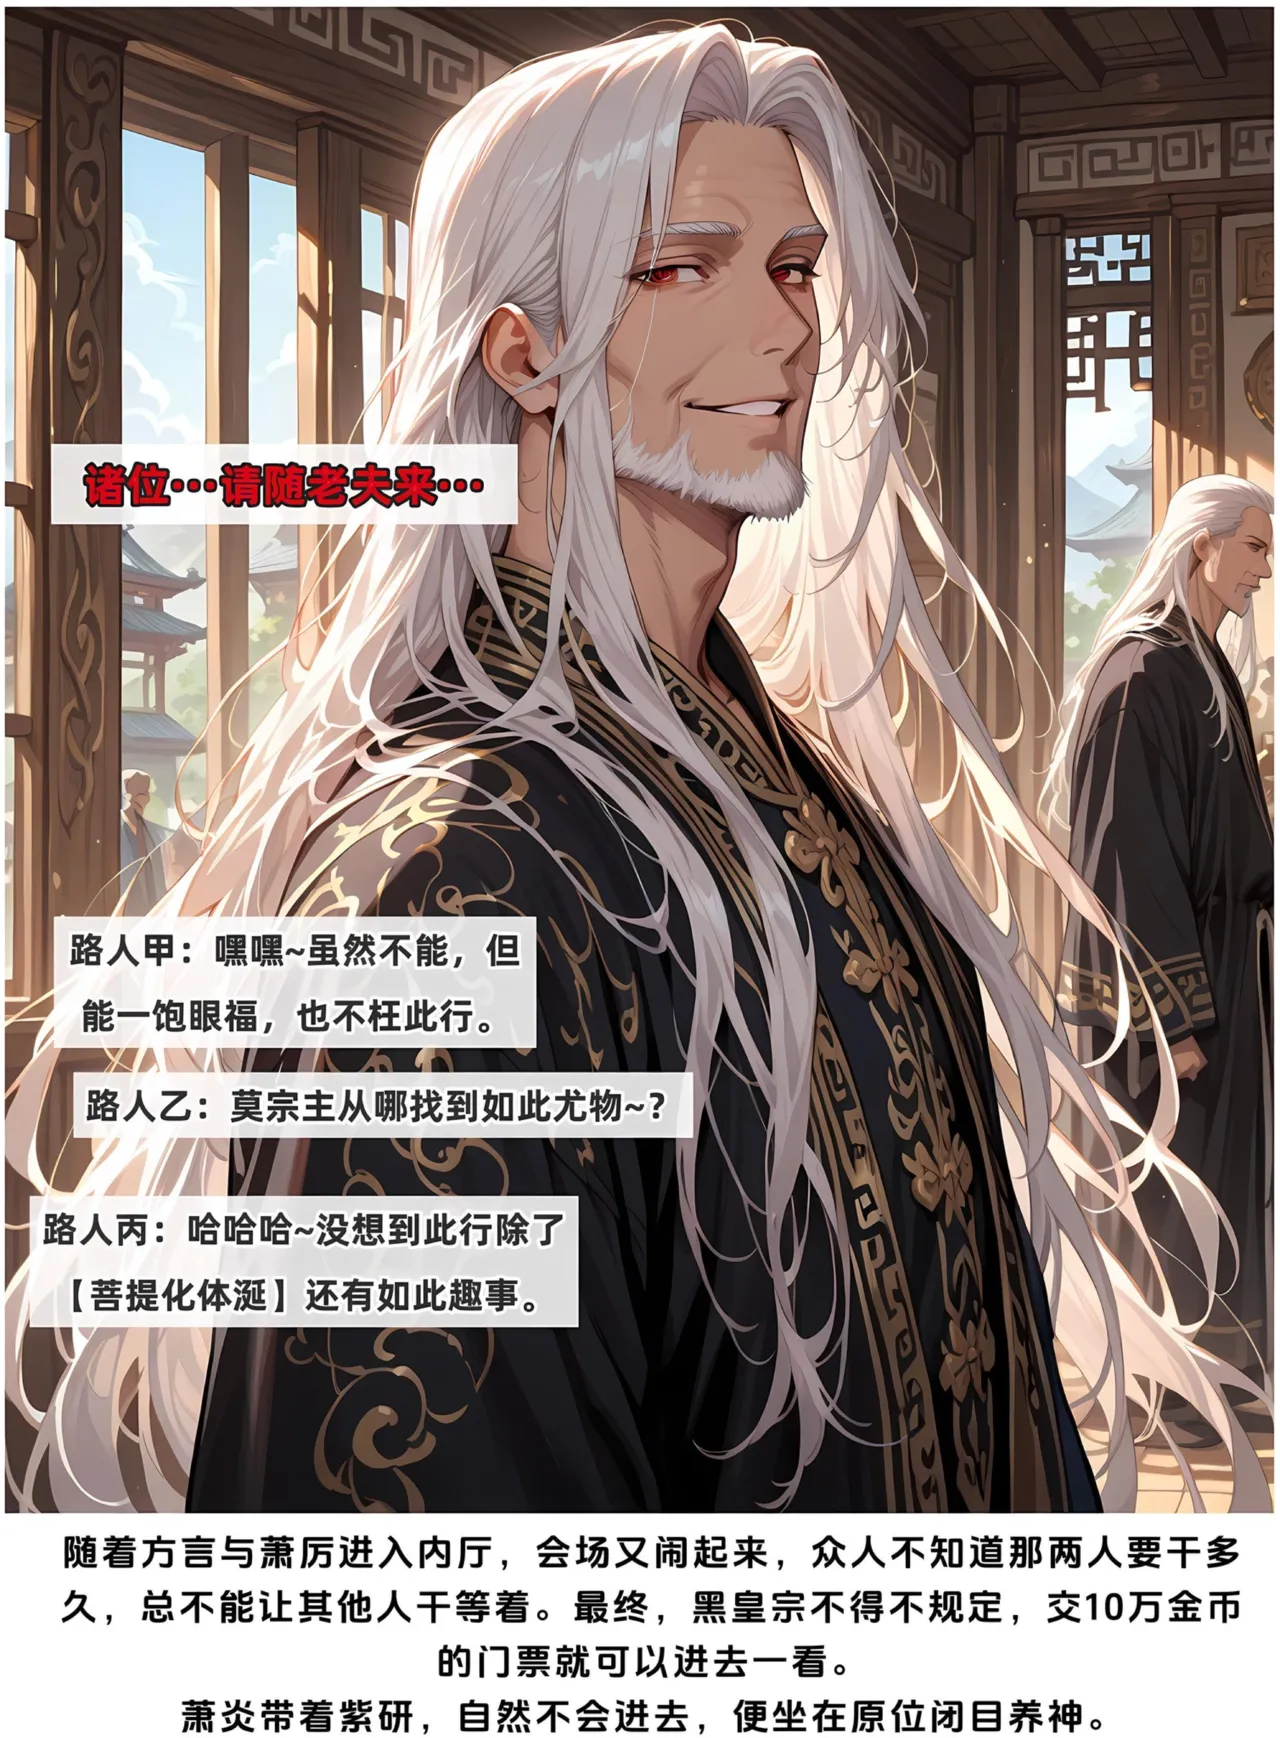 诸位…请随老夫来…
路人甲：嘿嘿~虽然不能，但
能一饱眼福，也不枉此行。
路人乙：莫宗主从哪找到如此尤物~？
路人丙：哈哈哈~没想到此行除了
【菩提化体涎】还有如此趣事。
随着方言与萧厉进入内厅，会场又闹起来，众人不知道那两人要干多
久，总不能让其他人干等着。最终，黑皇宗不得不规定，交10万金币
的门票就可以进去一看。
萧炎带着紫研，自然不会进去，便坐在原位闭目养神。